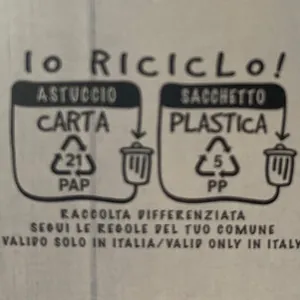 IO RICICLO!
ASTUCCIO SACCHETTO
CARTA PLASTICA
21 5
PAP PP
RACCOLTA DIFFERENZIATA
SEGUI LE REGOLE DEL TUO COMUNE
VALIDO SOLO IN ITALIA/VALID ONLY IN ITALY